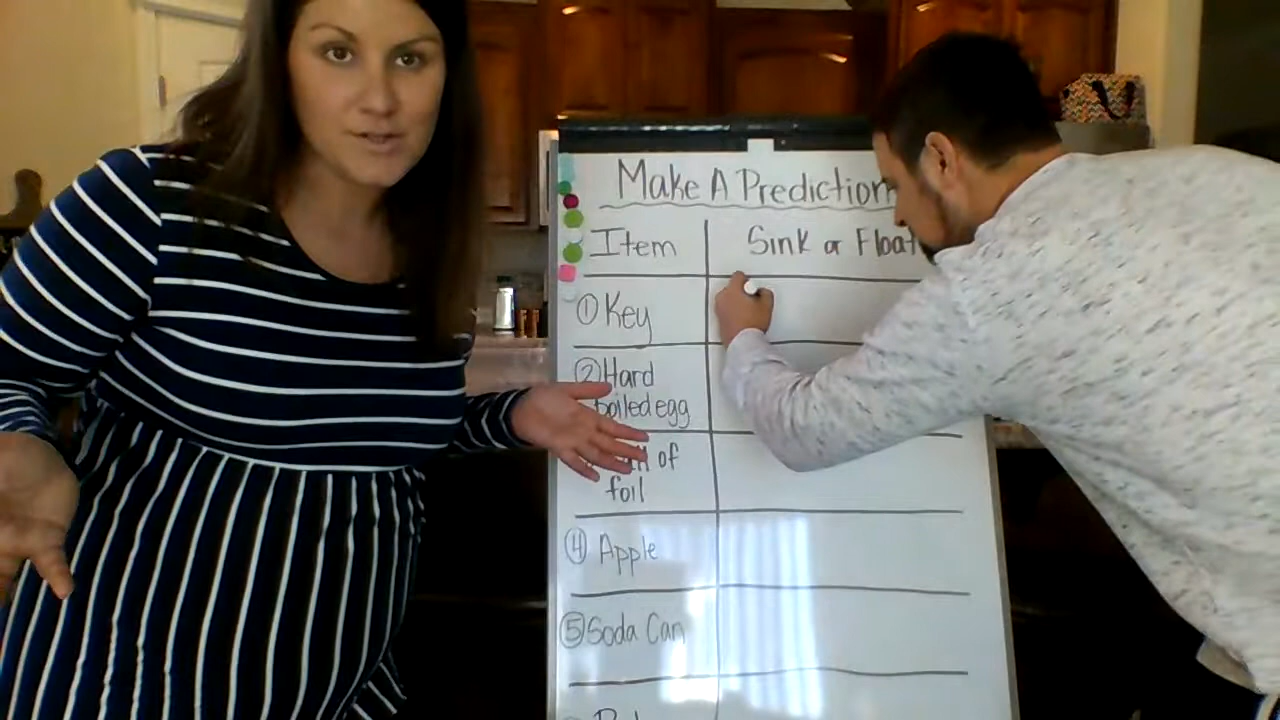 Make A Prediction
Item Sink or Float
① Key
② Hard
boiled egg
of
foil
④ Apple
⑤ Soda Can